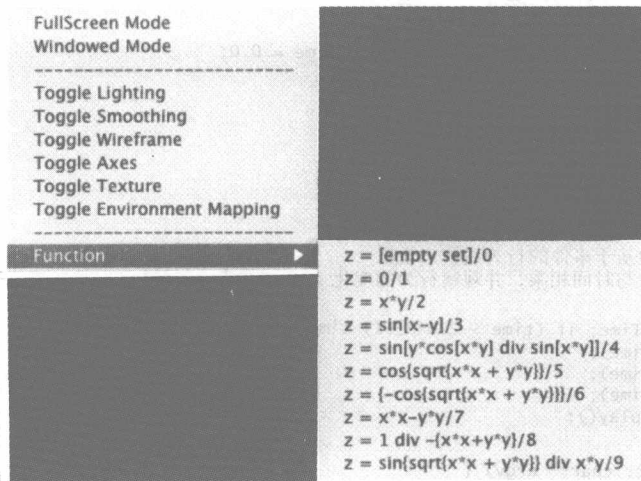 FullScreen Mode
Windowed Mode
----------------------------
Toggle Lighting
Toggle Smoothing
Toggle Wireframe
Toggle Axes
Toggle Texture
Toggle Environment Mapping
----------------------------
Function ▶
z = [empty set]/0
z = 0/1
z = x*y/2
z = sin[x-y]/3
z = sin[y*cos[x*y] div sin[x*y]]/4
z = cos{sqrt{x*x + y*y}}/5
z = {-cos{sqrt{x*x + y*y}}}/6
z = x*x-y*y/7
z = 1 div -{x*x+y*y}/8
z = sin{sqrt{x*x + y*y}} div x*y/9